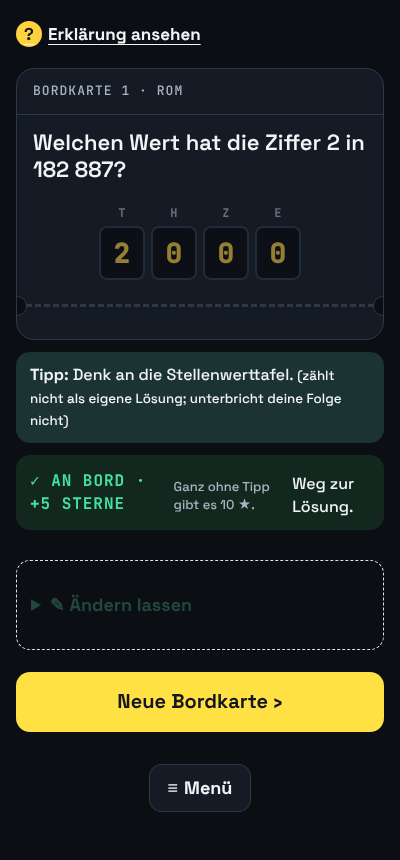 ? Erklärung ansehen
BORDKARTE 1 · ROM
Welchen Wert hat die Ziffer 2 in
182 887?
T H Z E
2 0 0 0
Tipp: Denk an die Stellenwerttafel. (zählt
nicht als eigene Lösung; unterbricht deine Folge
nicht)
✓ AN BORD ·
+5 STERNE
Ganz ohne Tipp
gibt es 10 ★.
Weg zur
Lösung.
▶ ✎ Ändern lassen
Neue Bordkarte >
≡ Menü